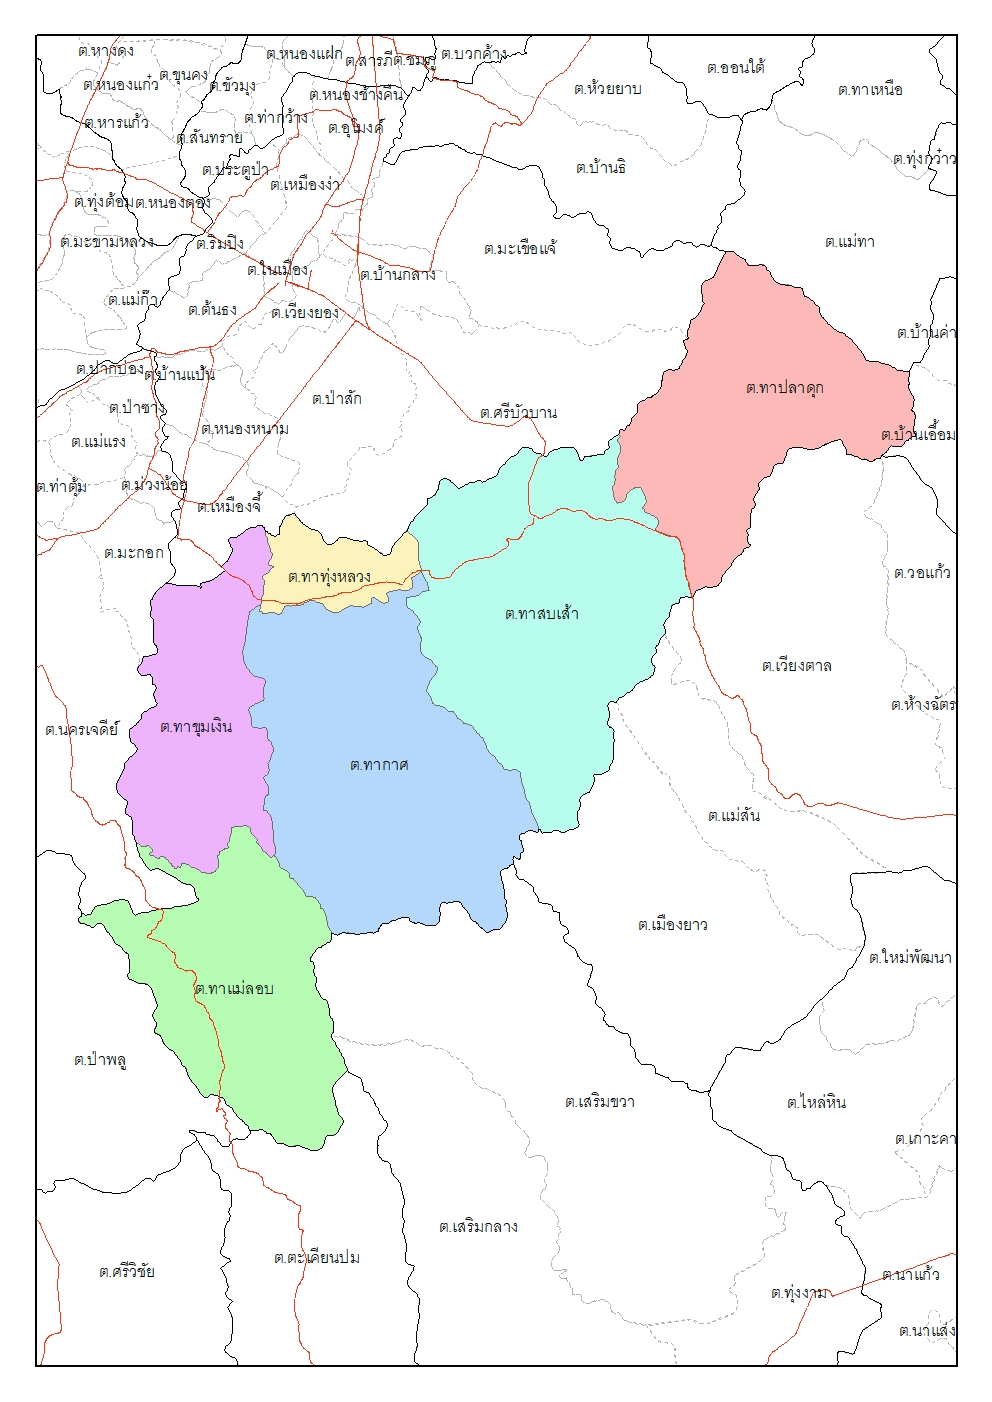 ต.หางดง
ต.หนองแฝก
ต.สารภี
ต.ชมภู
ต.บวกค้าง
ต.ออนใต้
ต.หนองแก๋ว
ต.ขุนคง
ต.ขัวมุง
ต.หนองช้างคืน
ต.ห้วยยาบ
ต.ทาเหนือ
ต.หารแก้ว
ต.ท่ากว้าง
ต.อุโมงค์
ต.สันทราย
ต.ประตูป่า
ต.เหมืองง่า
ต.บ้านธิ
ต.ทุ่งกว๋าว
ต.ทุ่งต้อม
ต.หนองตอง
ต.มะขามหลวง
ต.ริมปิง
ต.มะเขือแจ้
ต.แม่ทา
ต.ในเมือง
ต.บ้านกลาง
ต.แม่ก๊า
ต.ต้นธง
ต.เวียงยอง
ต.บ้านค่า
ต.ปากบ่อง
ต.บ้านแป้น
ต.ทาปลาดุก
ต.ป่าซาง
ต.ป่าสัก
ต.ศรีบัวบาน
ต.แม่แรง
ต.หนองหนาม
ต.บ้านเอื้อม
ต.ท่าตุ้ม
ต.ม่วงน้อย
ต.เหมืองจี้
ต.มะกอก
ต.ทาทุ่งหลวง
ต.วอแก้ว
ต.ทาสบเส้า
ต.เวียงตาล
ต.ห้างฉัตร
ต.นครเจดีย์
ต.ทาขุมเงิน
ต.ทากาศ
ต.แม่สัน
ต.เมืองยาว
ต.ใหม่พัฒนา
ต.ทาแม่ลอบ
ต.ป่าพลู
ต.เสริมขวา
ต.ไหล่หิน
ต.เกาะคา
ต.เสริมกลาง
ต.ศรีวิชัย
ต.ตะเคียนปม
ต.ทุ่งงาม
ต.นาแก้ว
ต.นาแส่ง